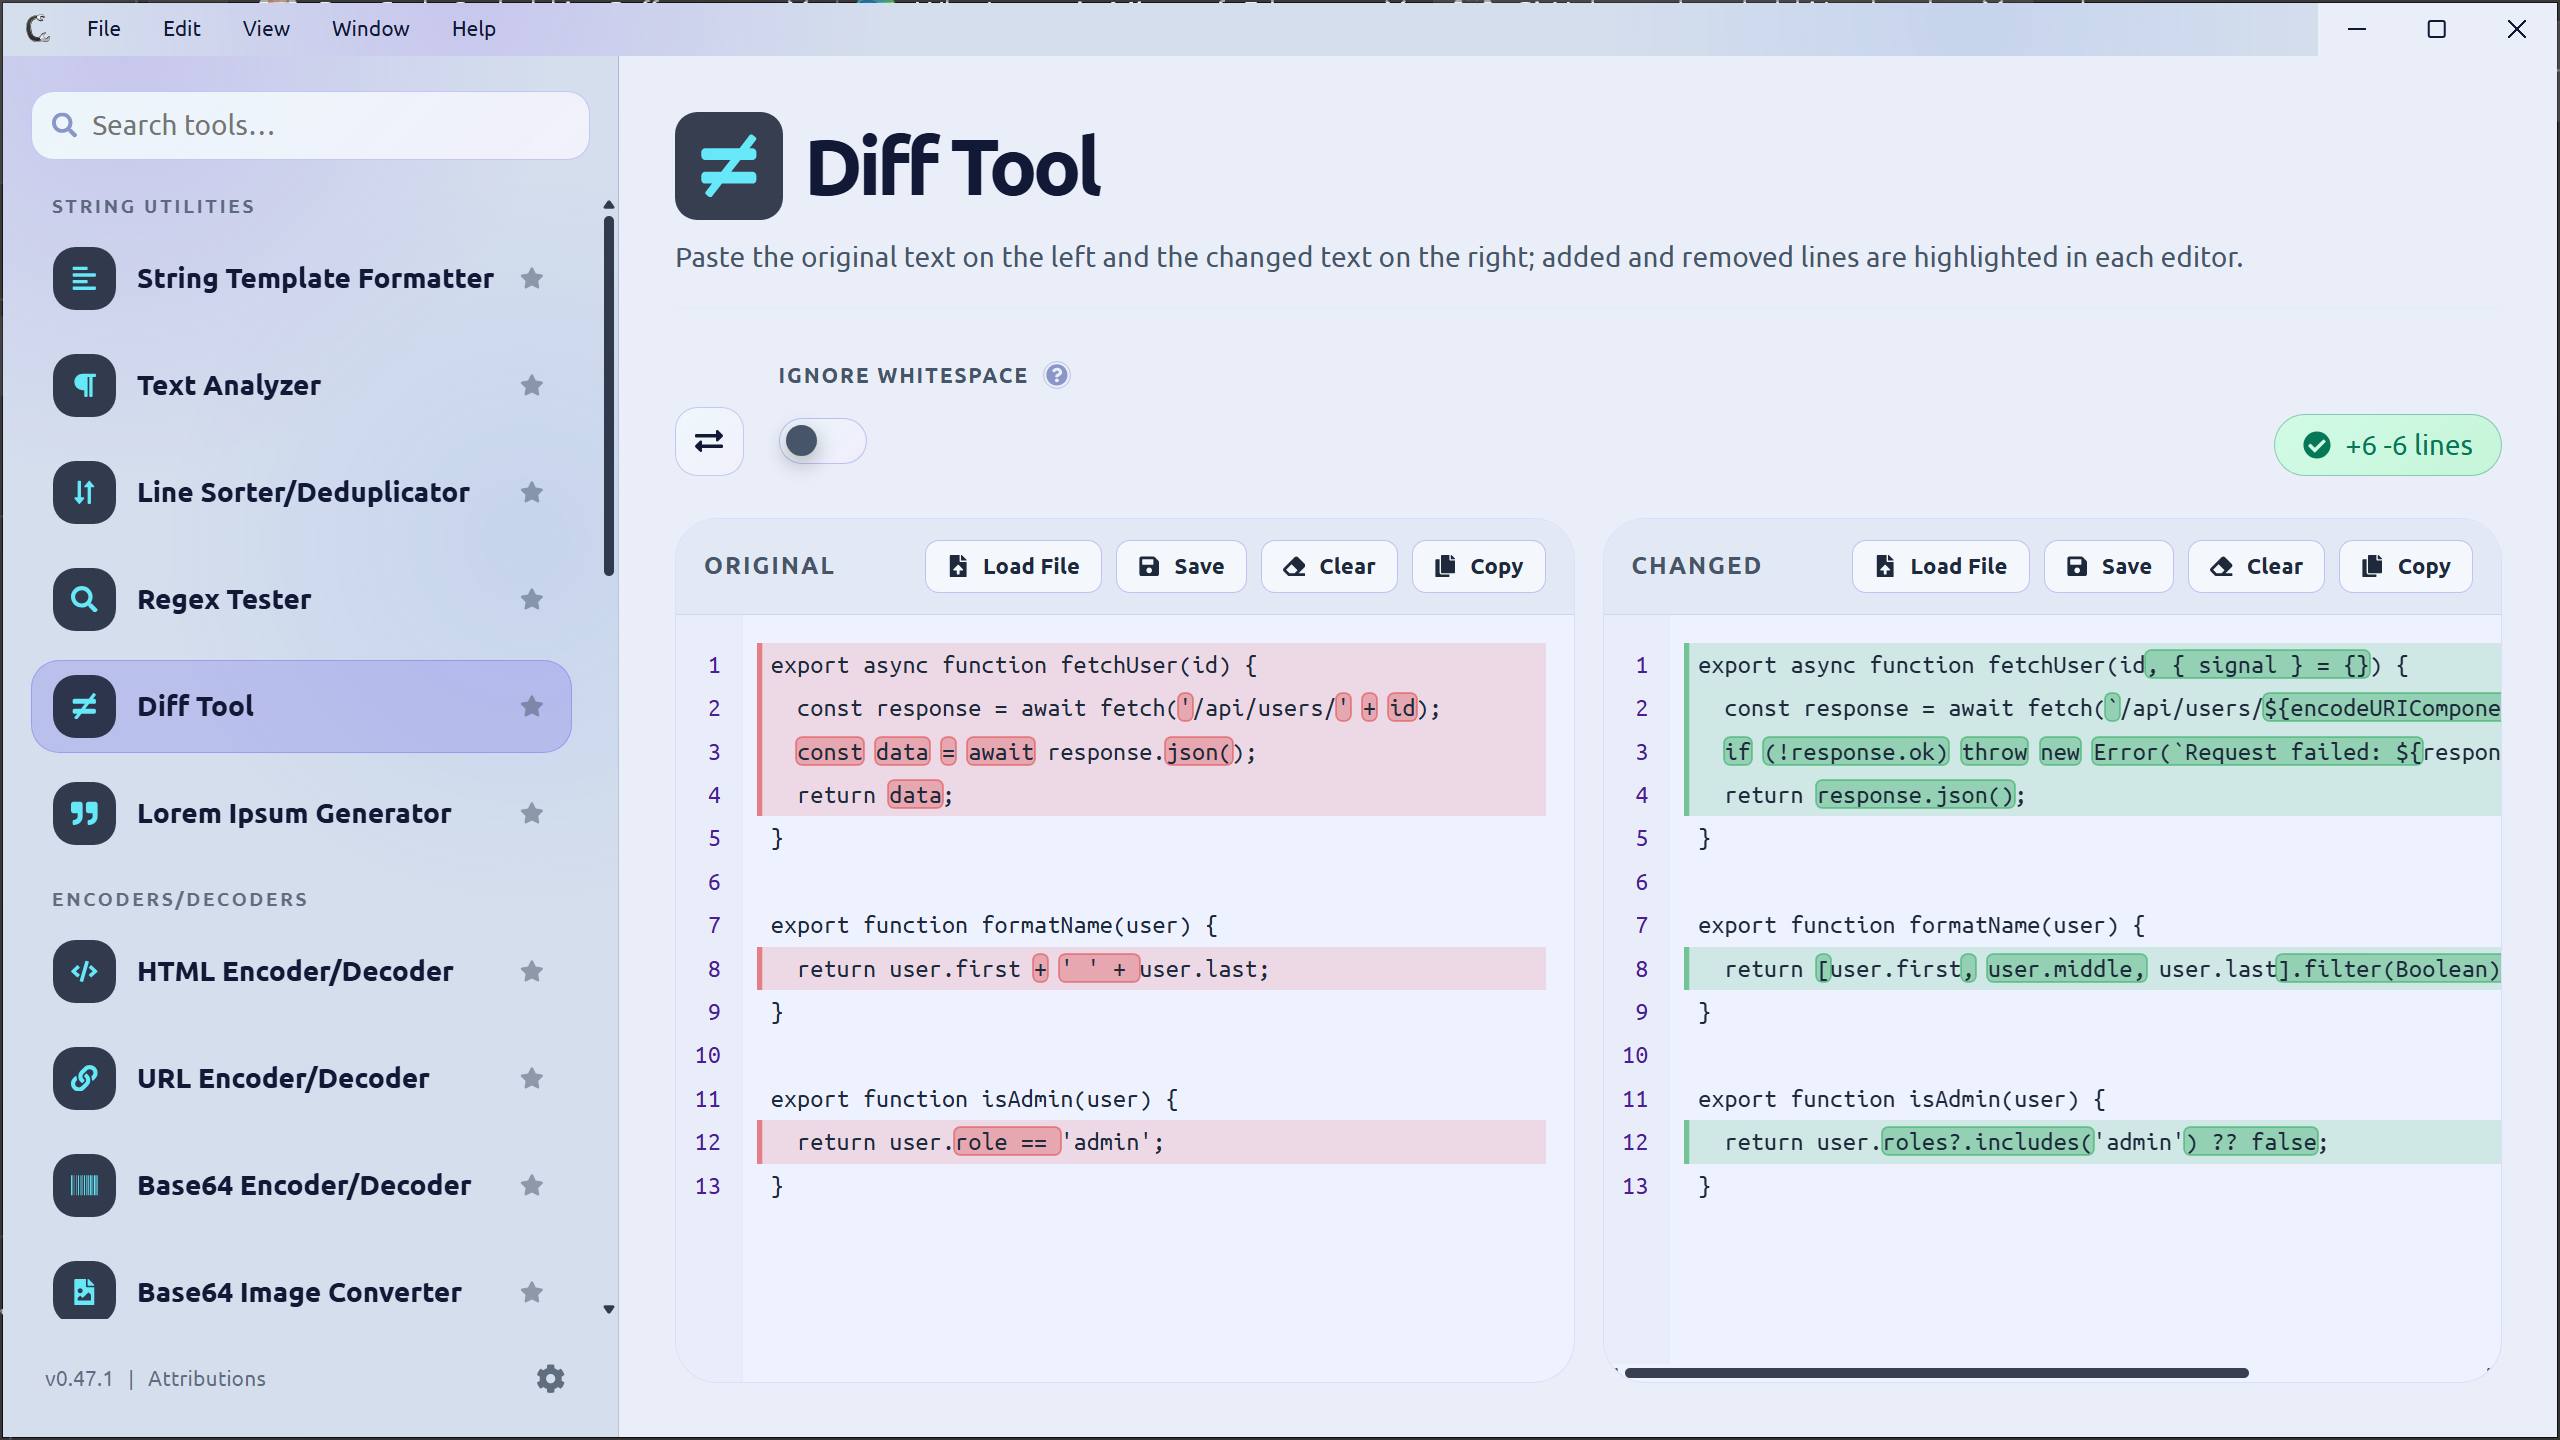 File Edit View Window Help
Search tools...
STRING UTILITIES
String Template Formatter
Text Analyzer
Line Sorter/Deduplicator
Regex Tester
Diff Tool
Lorem Ipsum Generator
ENCODERS/DECODERS
HTML Encoder/Decoder
URL Encoder/Decoder
Base64 Encoder/Decoder
Base64 Image Converter
v0.47.1 | Attributions
Diff Tool
Paste the original text on the left and the changed text on the right; added and removed lines are highlighted in each editor.
IGNORE WHITESPACE ?
+6 -6 lines
ORIGINAL Load File Save Clear Copy
1 export async function fetchUser(id) {
2   const response = await fetch('/api/users/' + id);
3   const data = await response.json();
4   return data;
5 }
6
7 export function formatName(user) {
8   return user.first + ' ' + user.last;
9 }
10
11 export function isAdmin(user) {
12   return user.role == 'admin';
13 }
CHANGED Load File Save Clear Copy
1 export async function fetchUser(id, { signal } = {}) {
2   const response = await fetch(`/api/users/${encodeURICompone
3   if (!response.ok) throw new Error(`Request failed: ${respon
4   return response.json();
5 }
6
7 export function formatName(user) {
8   return [user.first, user.middle, user.last].filter(Boolean)
9 }
10
11 export function isAdmin(user) {
12   return user.roles?.includes('admin') ?? false;
13 }